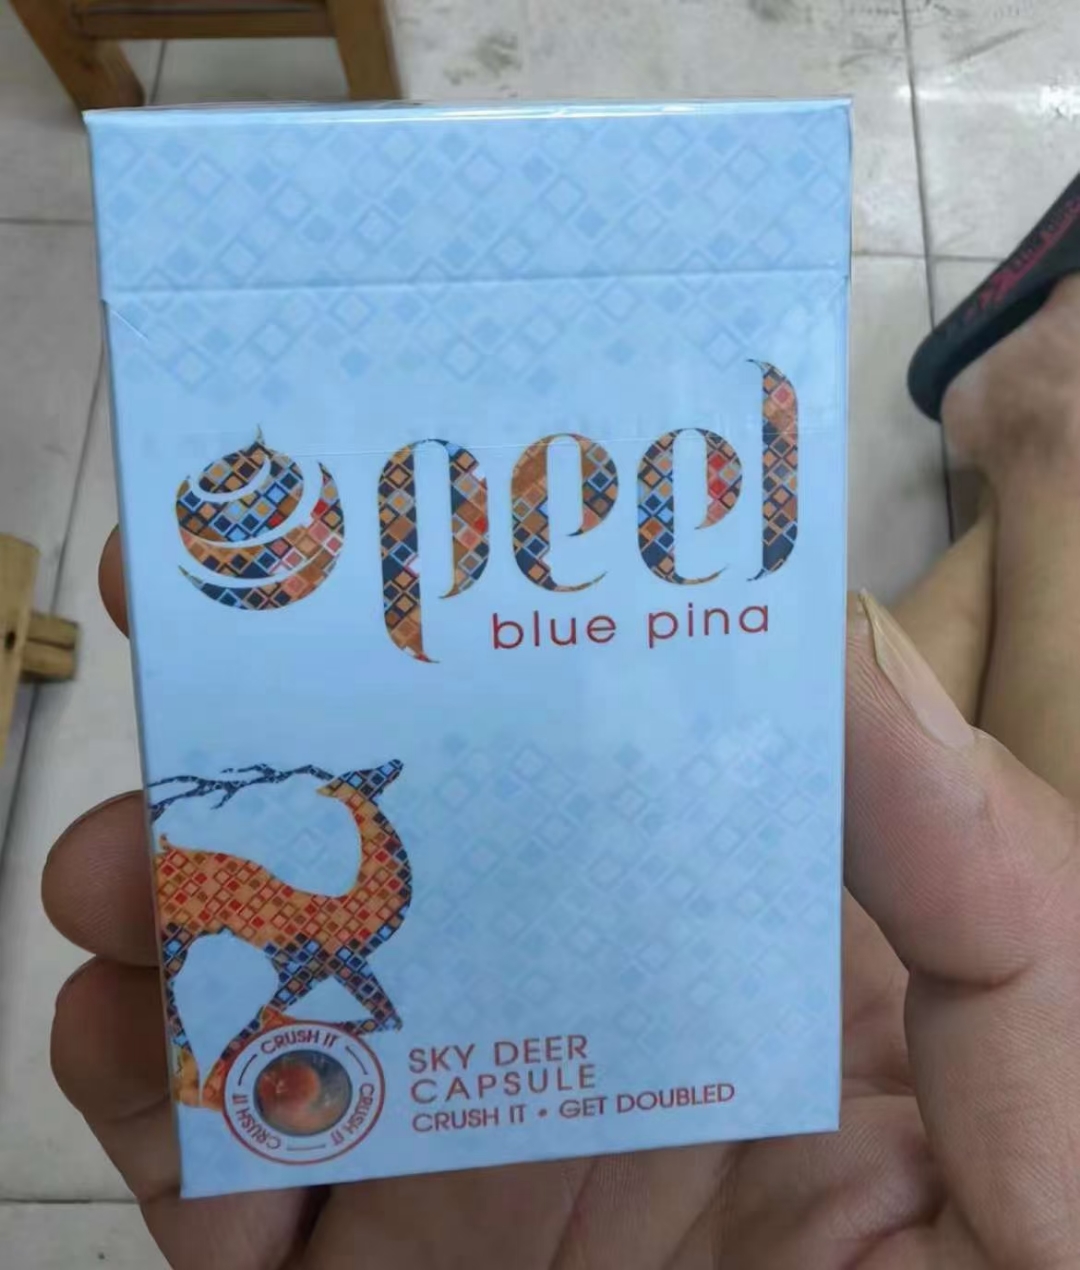 peel
blue pina
CRUSH IT
CRUSH IT
CRUSH IT
SKY DEER
CAPSULE
CRUSH IT • GET DOUBLED